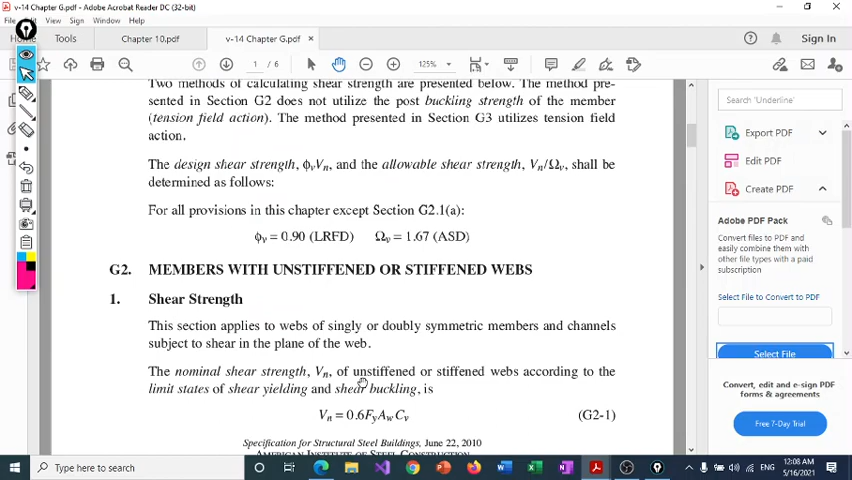 v-14 Chapter G.pdf - Adobe Acrobat Reader DC (32-bit)
View Sign Window Help
Tools Chapter 10.pdf v-14 Chapter G.pdf × Sign In
1 / 6 125%
Two methods of calculating shear strength are presented below. The method pre-
sented in Section G2 does not utilize the post buckling strength of the member
(tension field action). The method presented in Section G3 utilizes tension field
action.
The design shear strength, ϕvVn, and the allowable shear strength, Vn/Ωv, shall be
determined as follows:
For all provisions in this chapter except Section G2.1(a):
ϕv = 0.90 (LRFD) Ωv = 1.67 (ASD)
G2. MEMBERS WITH UNSTIFFENED OR STIFFENED WEBS
1. Shear Strength
This section applies to webs of singly or doubly symmetric members and channels
subject to shear in the plane of the web.
The nominal shear strength, Vn, of unstiffened or stiffened webs according to the
limit states of shear yielding and shear buckling, is
Vn = 0.6FyAwCv (G2-1)
Specification for Structural Steel Buildings, June 22, 2010
AMERICAN INSTITUTE OF STEEL CONSTRUCTION
Search 'Underline'
Export PDF
Edit PDF
Create PDF
Adobe PDF Pack
Convert files to PDF and
easily combine them with
other file types with a paid
subscription
Select File to Convert to PDF
Select File
Convert, edit and e-sign PDF
forms & agreements
Free 7-Day Trial
Type here to search
ENG
12:08 AM
5/16/2021